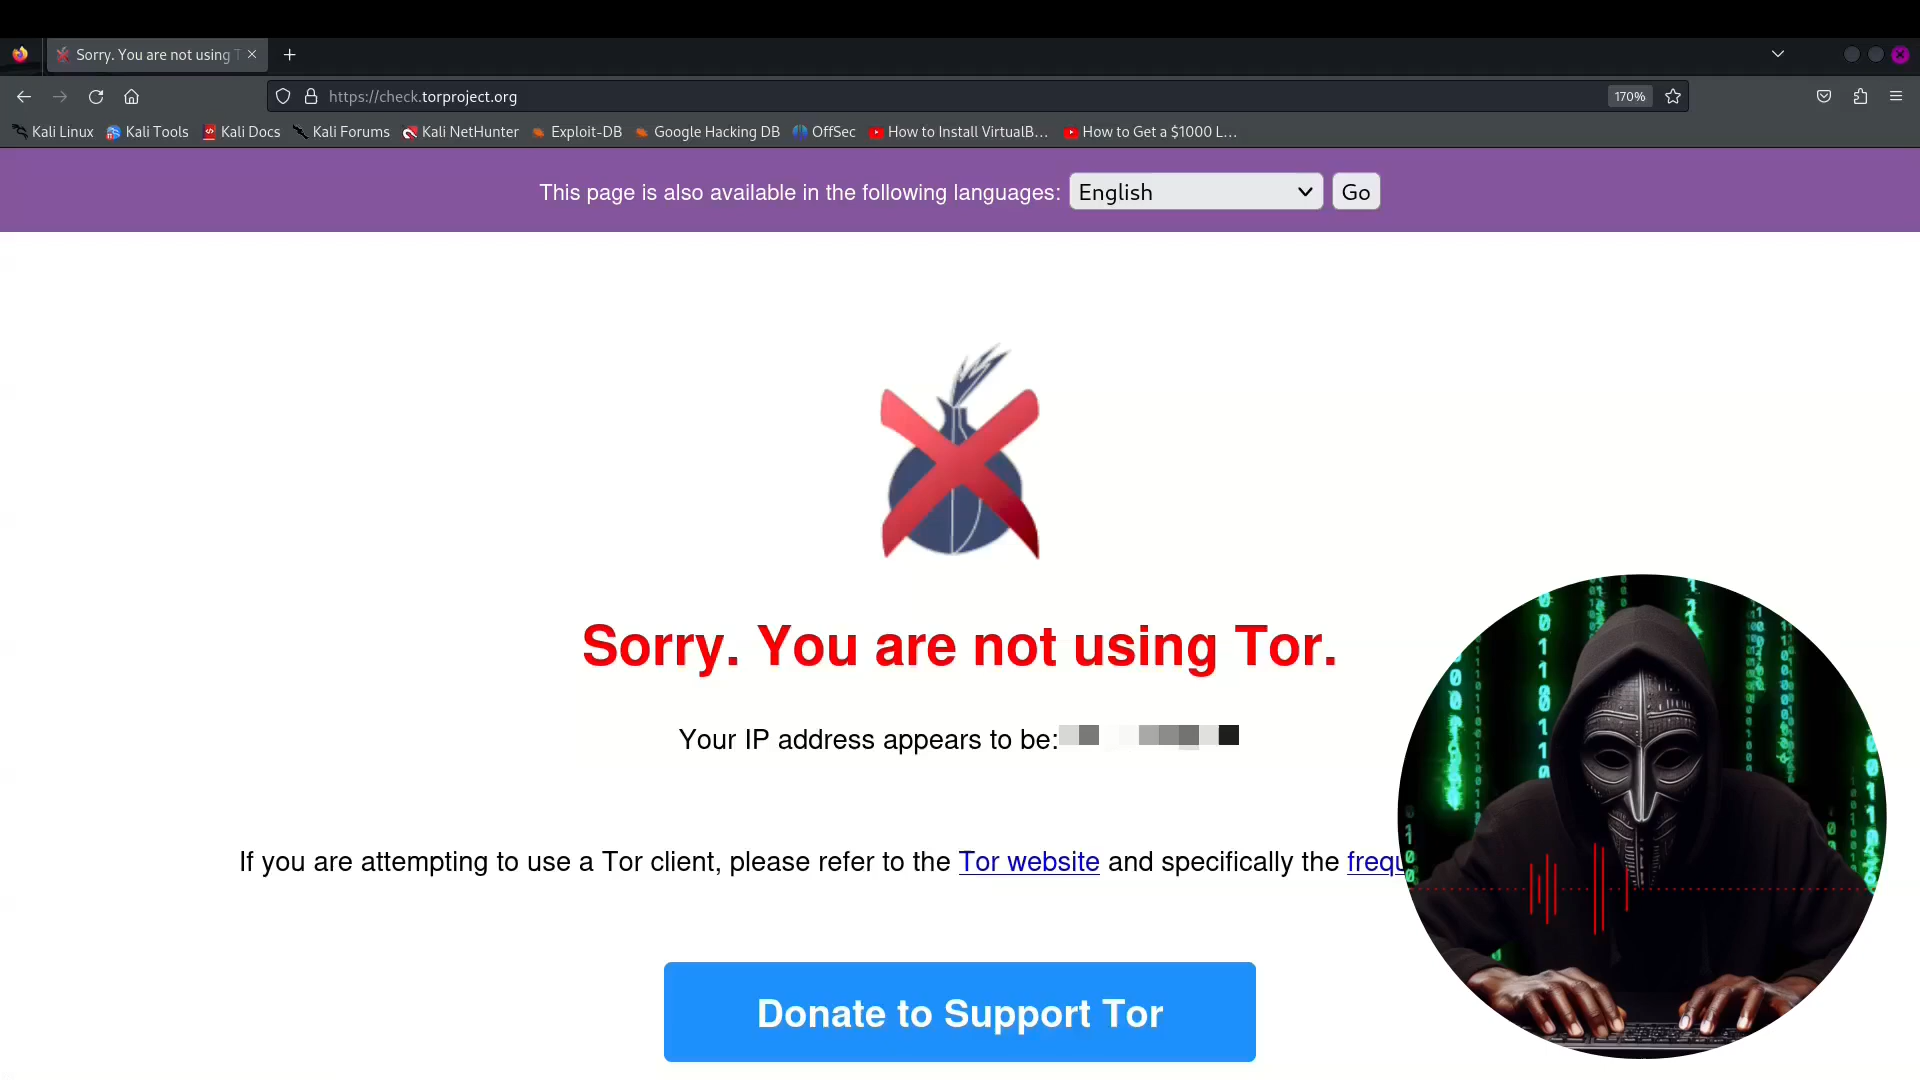 Sorry. You are not using T
https://check.torproject.org
170%
Kali Linux
Kali Tools
Kali Docs
Kali Forums
Kali NetHunter
Exploit-DB
Google Hacking DB
OffSec
How to Install VirtualB…
How to Get a $1000 L…
This page is also available in the following languages:
English
Go
Sorry. You are not using Tor.
Your IP address appears to be:
If you are attempting to use a Tor client, please refer to the Tor website and specifically the
Donate to Support Tor